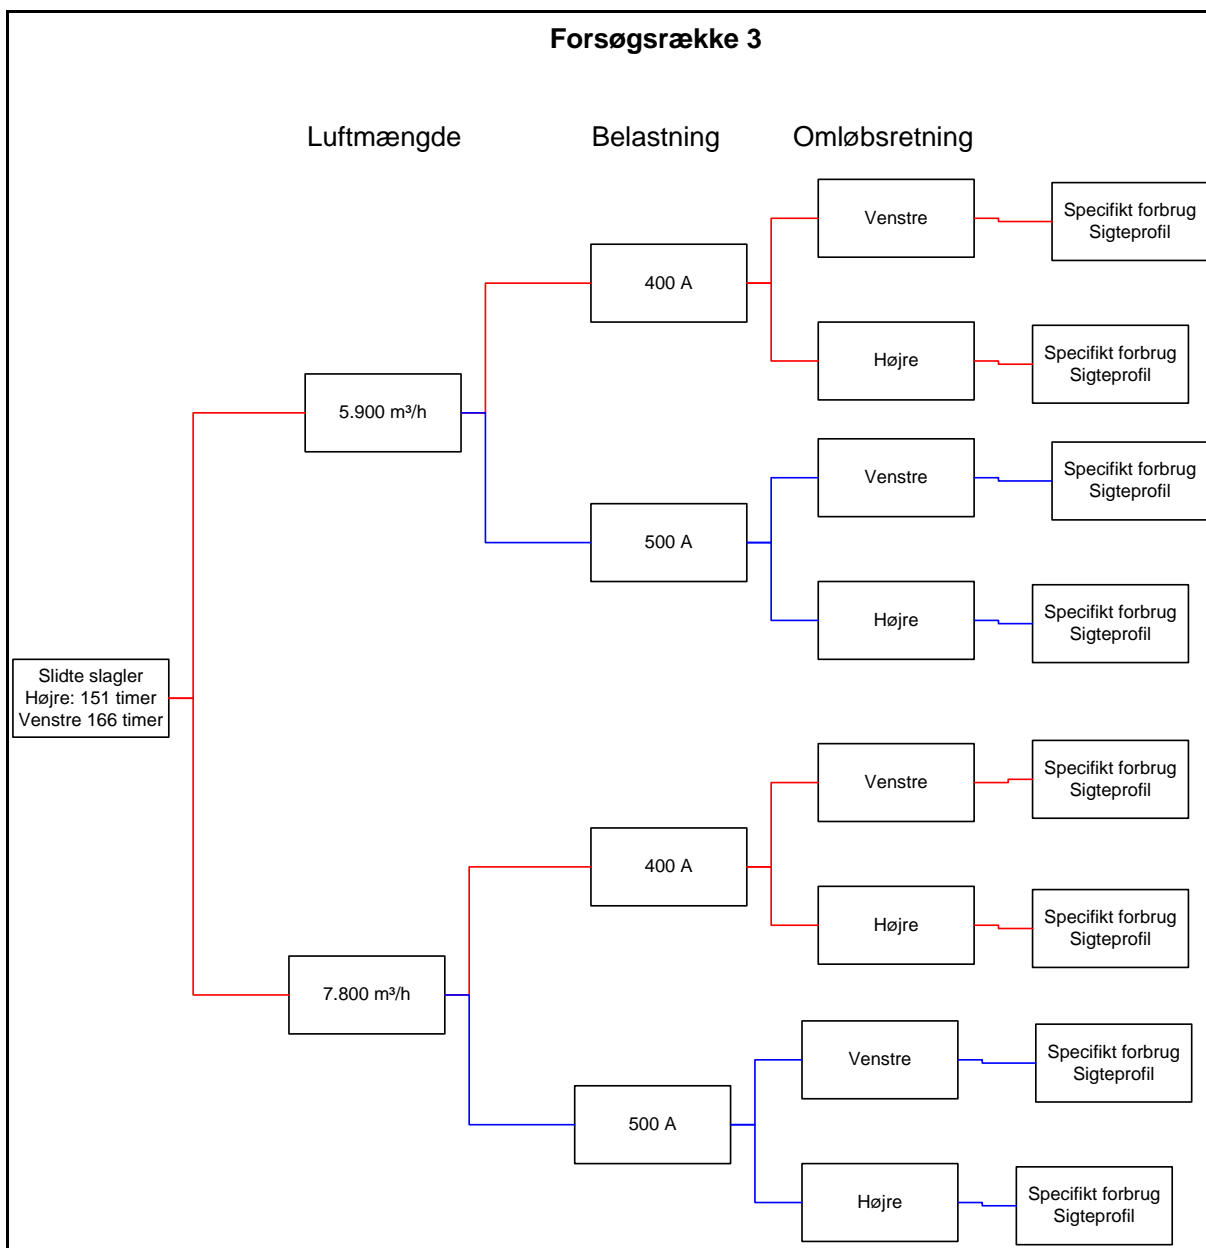 Forsøgsrække 3
Luftmængde
Belastning
Omløbsretning
Venstre
Specifikt forbrug
Sigteprofil
400 A
Højre
Specifikt forbrug
Sigteprofil
5.900 m³/h
Venstre
Specifikt forbrug
Sigteprofil
500 A
Højre
Specifikt forbrug
Sigteprofil
Slidte slagler
Højre: 151 timer
Venstre 166 timer
Venstre
Specifikt forbrug
Sigteprofil
400 A
Højre
Specifikt forbrug
Sigteprofil
7.800 m³/h
Venstre
Specifikt forbrug
Sigteprofil
500 A
Højre
Specifikt forbrug
Sigteprofil